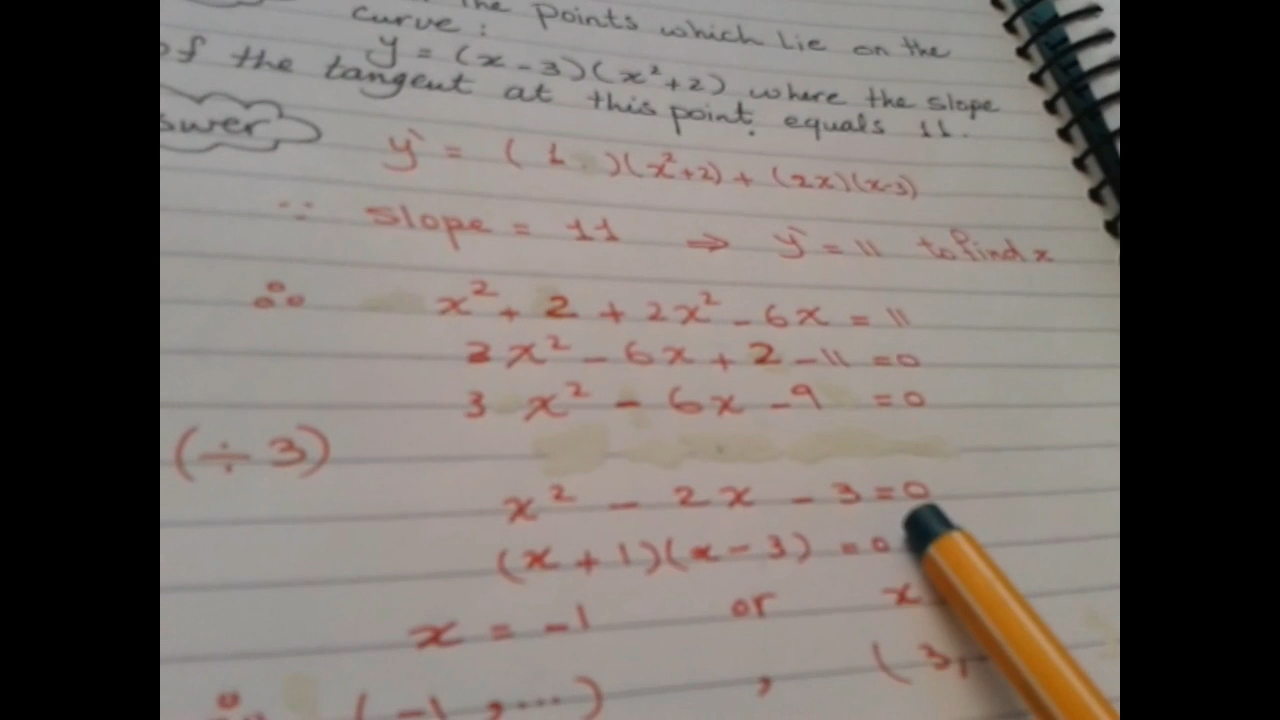 the Points which Lie on the
curve :
y = (x - 3)(x² + 2) where the slope
of the tangent at this point equals 11.
swer
y` = ( 1 )(x²+2) + (2x)(x-3)
∵ Slope = 11 ⇒ y` = 11 to find x
∴ x² + 2 + 2x² - 6x = 11
3x² - 6x + 2 - 11 = 0
3 x² - 6x - 9 = 0
(÷ 3)
x² - 2x - 3 = 0
(x + 1)(x - 3) = 0
x = -1 or x
∴ (-1 , ....) , (3,